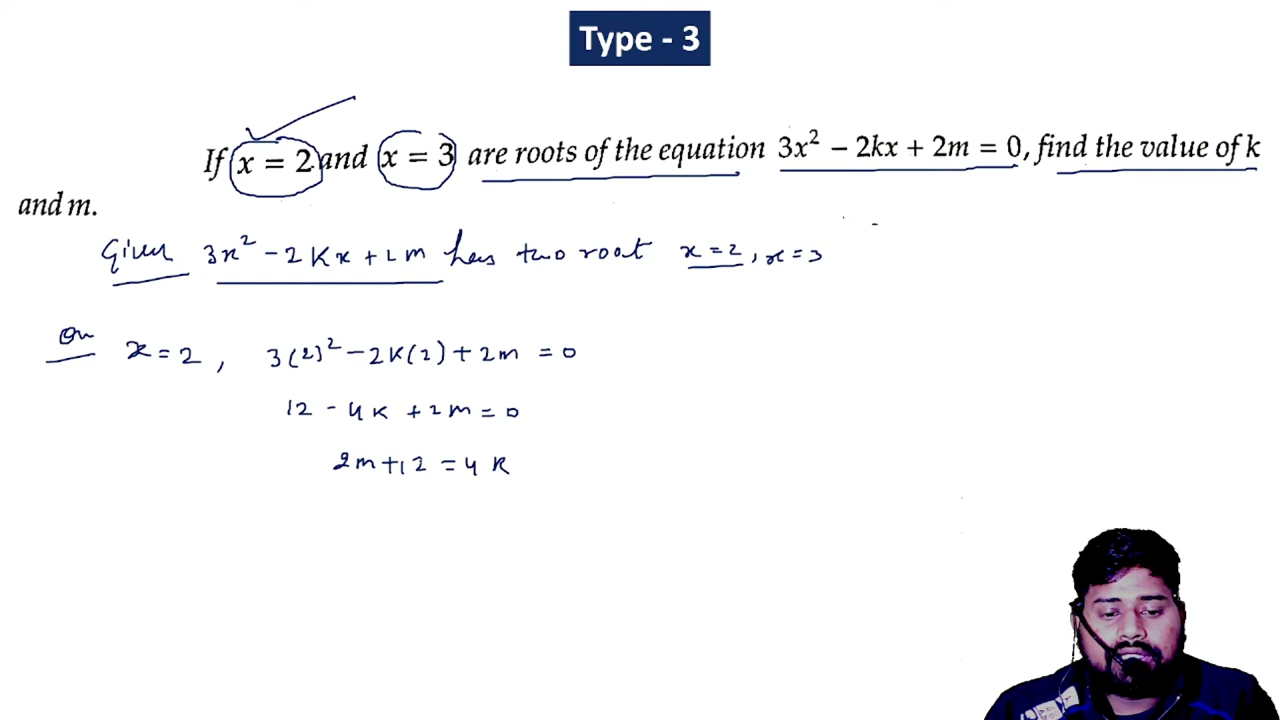 Type - 3
If x = 2 and x = 3 are roots of the equation 3x² − 2kx + 2m = 0, find the value of k
and m.
Given 3x² - 2Kx + 2m has two root x = 2, x = 3
On x = 2, 3(2)² - 2K(2) + 2m = 0
12 - 4K + 2m = 0
2m + 12 = 4K